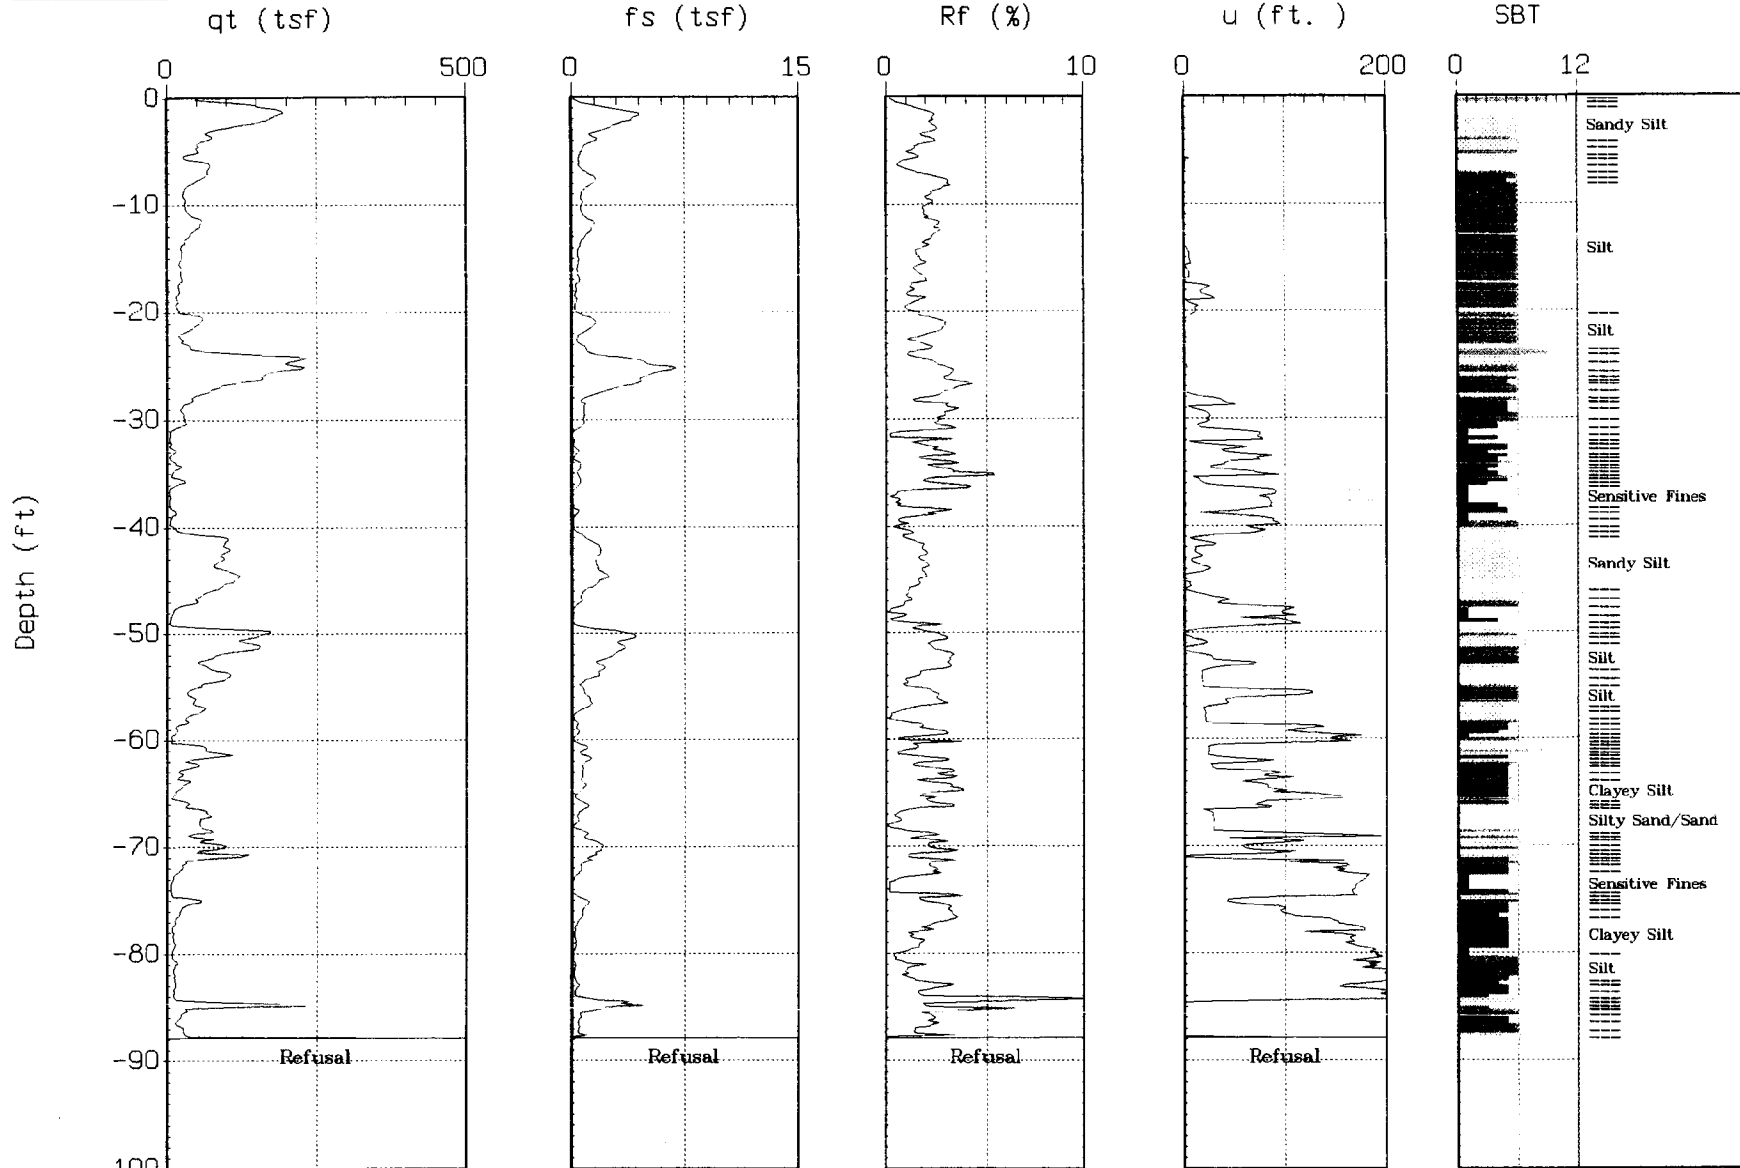 qt (tsf)
fs (tsf)
Rf (%)
u (ft. )
SBT
0 500
0 15
0 10
0 200
0 12
Depth (ft)
0
-10
-20
-30
-40
-50
-60
-70
-80
-90
-100
Sandy Silt
Silt
Silt
Sensitive Fines
Sandy Silt
Silt
Silt
Clayey Silt
Silty Sand/Sand
Sensitive Fines
Clayey Silt
Silt
Refusal
Refusal
Refusal
Refusal